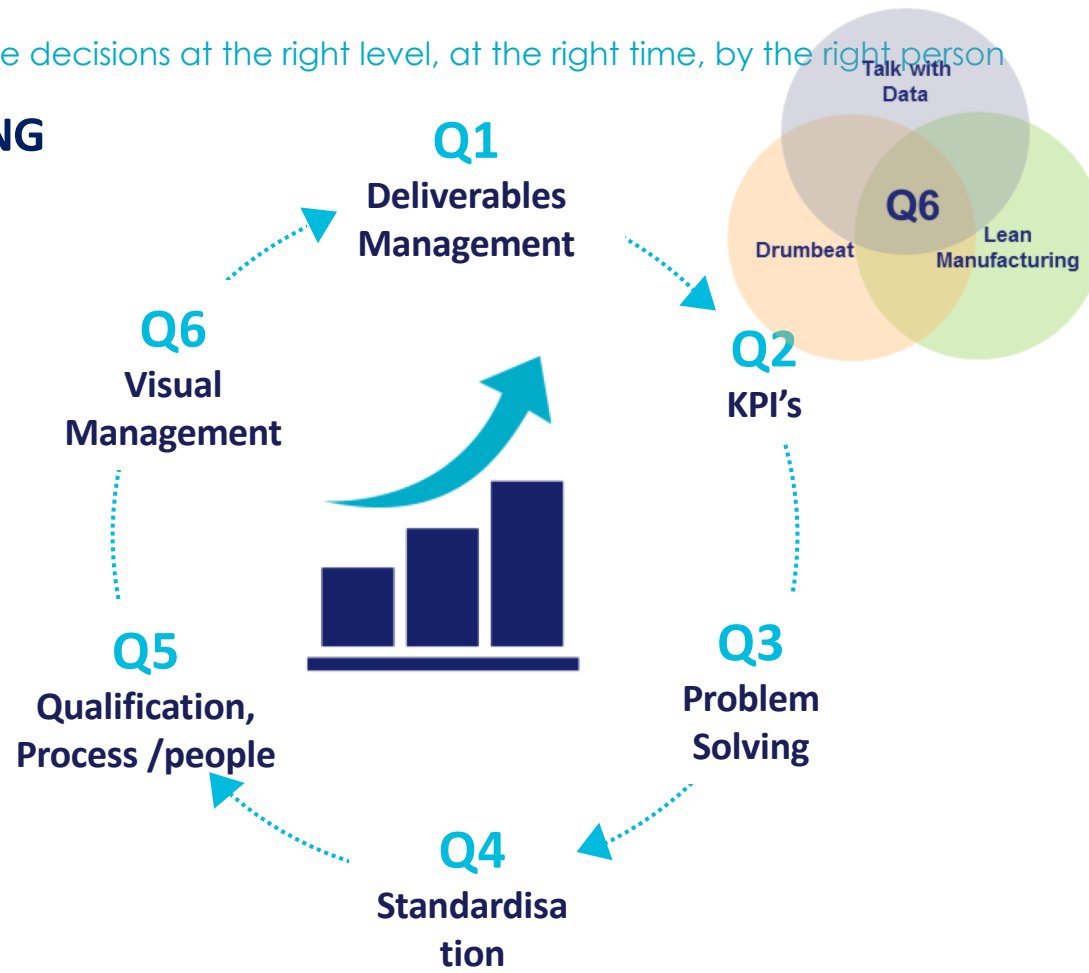 e decisions at the right level, at the right time, by the right person
NG
Talk with
Data
Q6
Drumbeat
Lean
Manufacturing
Q1
Deliverables
Management
Q2
KPI's
Q3
Problem
Solving
Q4
Standardisa
tion
Q5
Qualification,
Process /people
Q6
Visual
Management